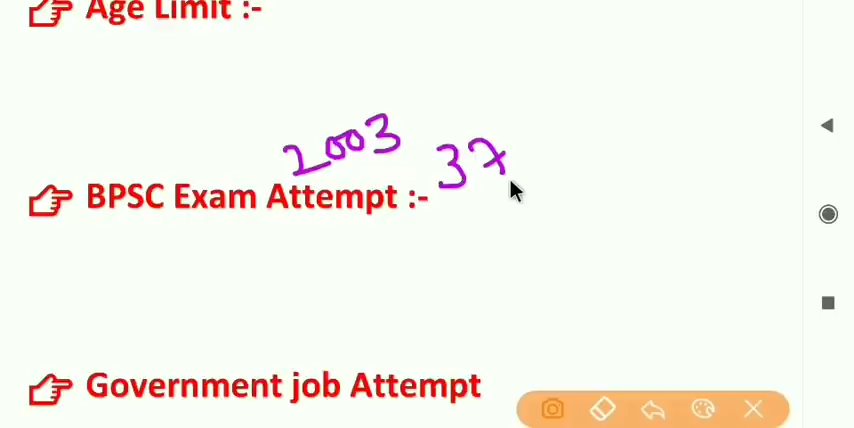 Age Limit :-
2003 37
BPSC Exam Attempt :-
Government job Attempt